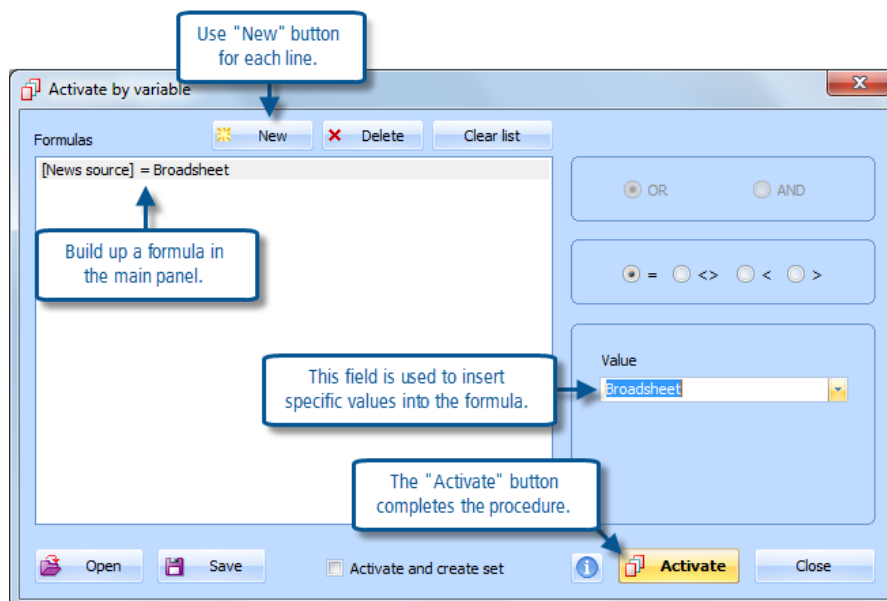 Use "New" button
for each line.
Activate by variable
X
Formulas
New
Delete
Clear list
[News source] = Broadsheet
OR
AND
Build up a formula in
the main panel.
=
<>
<
>
Value
Broadsheet
This field is used to insert
specific values into the formula.
The "Activate" button
completes the procedure.
Open
Save
Activate and create set
i
Activate
Close